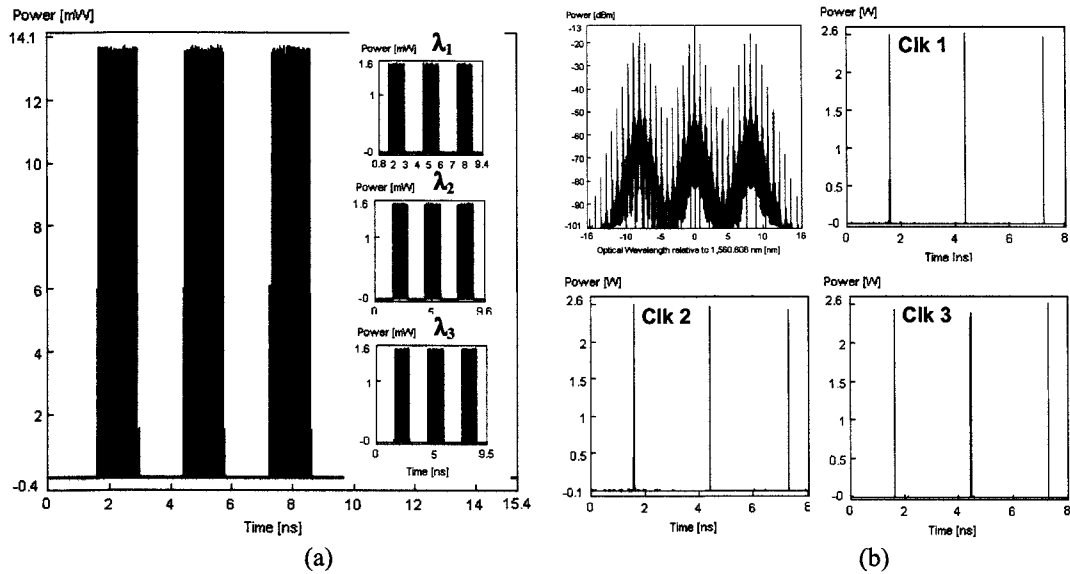 Power [mW]
14.1
12
10
8
6
4
2
-0.4
0 2 4 6 8 10 12 14 15.4
Time [ns]
λ1
Power [mW]
1.6
1
-0
0.8 2 3 4 5 6 7 8 9.4
λ2
Power [mW]
1.6
1
-0
0 5 9.6
λ3
Power [mW]
1.6
1
-0
0 5 9.5
Time [ns]
(a)
Power [dBm]
-13
-20
-30
-40
-50
-60
-70
-80
-90
-101
-15 -10 -5 0 5 10 15
Optical Wavelength relative to 1,560.608 nm [nm]
Power [W]
Clk 1
2.6
2
1.5
1
0.5
-0
0 2 4 6 8
Time [ns]
Power [W]
Clk 2
2.6
2
1.5
1
0.5
-0.1
0 2 4 6 8
Time [ns]
Power [W]
Clk 3
2.6
2
1.5
1
0.5
-0
0 2 4 6 8
Time [ns]
(b)